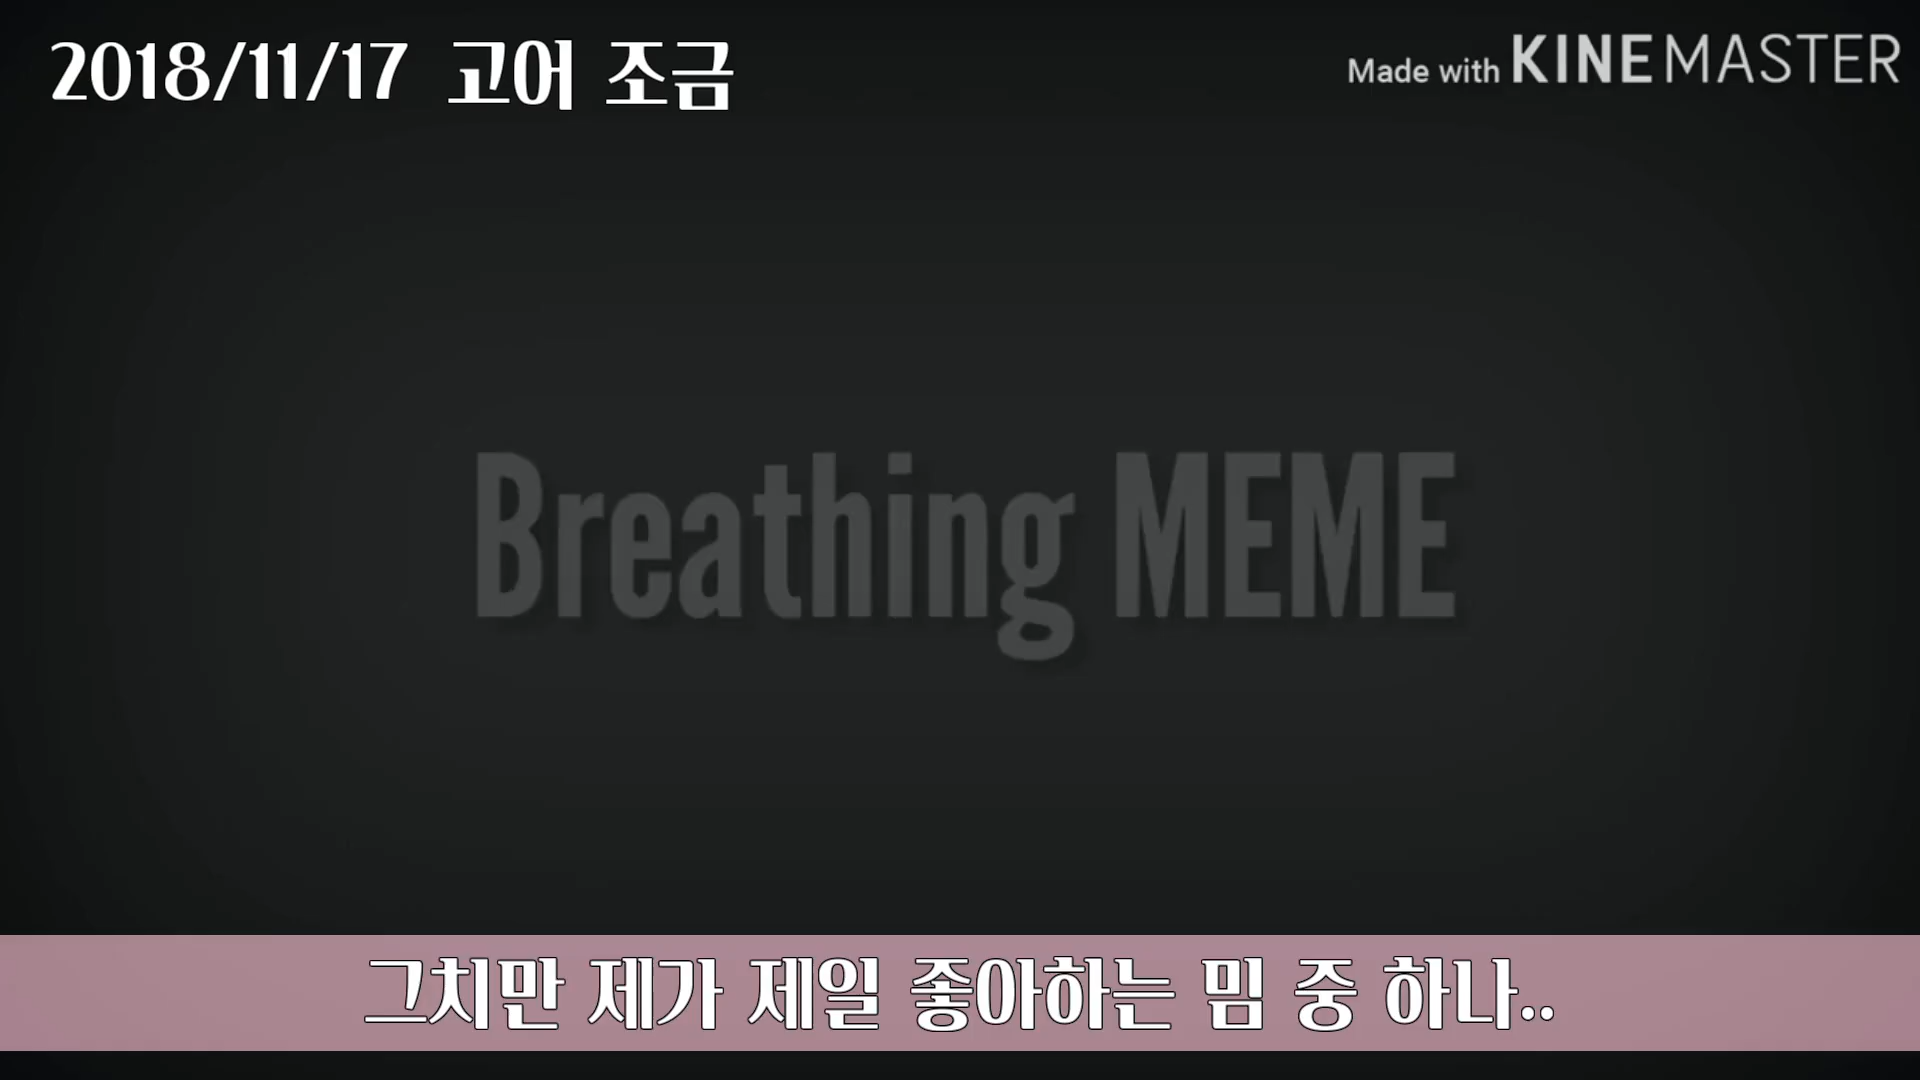 2018/11/17 고어 조금
Made with KINEMASTER
Breathing MEME
그치만 제가 제일 좋아하는 밈 중 하나..